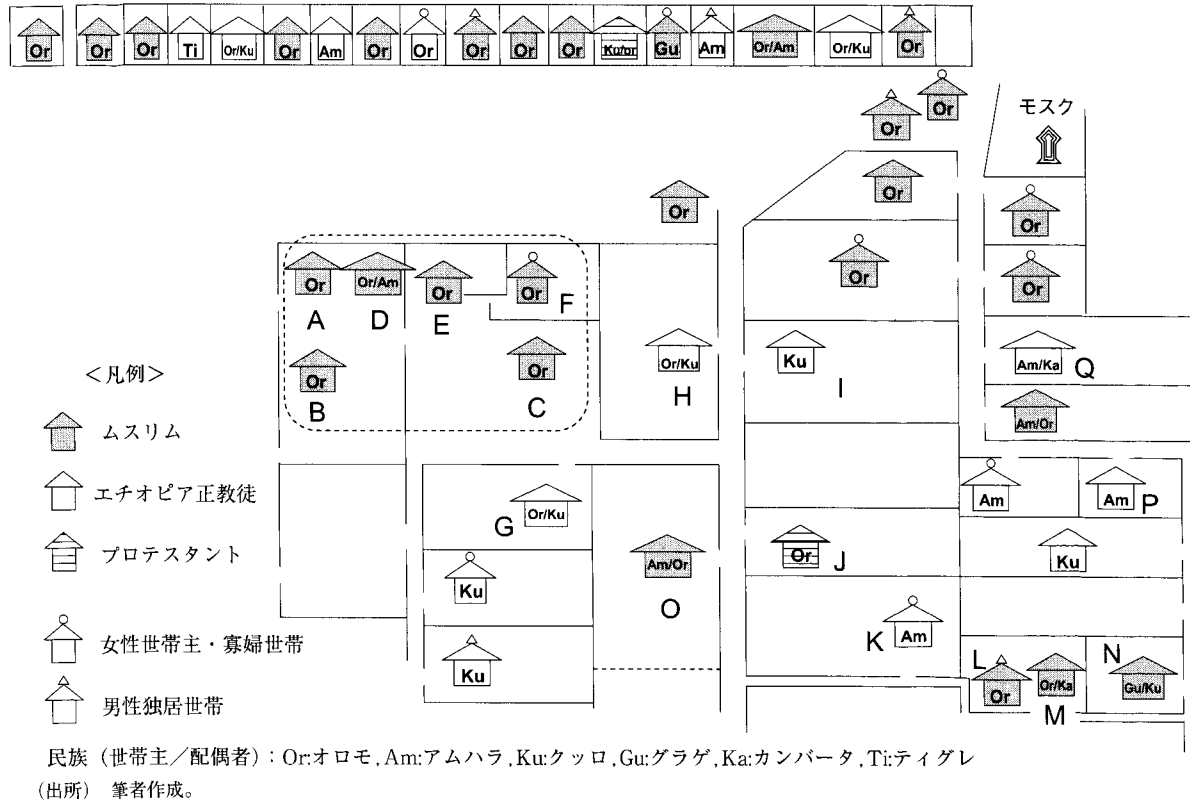 Or Or Or Ti Or/Ku Or Am Or Or Or Or Or Ku/or Gu Am Or/Am Or/Ku Or
Or Or
モスク
Or
Or
Or
Or Or
Or Or/Am Or Or F
A D E
Or/Ku Ku Am/Ka Q
Or Or H I
B C Am/Or
<凡例>
ムスリム
エチオピア正教徒
Am Am P
G Or/Ku
プロテスタント
Or J Ku
Am/Or
Ku O
K Am
女性世帯主・寡婦世帯
L N
Ku Or Or/Ka Gu/Ku
男性独居世帯
M
民族(世帯主/配偶者):Or:オロモ,Am:アムハラ,Ku:クッロ,Gu:グラゲ,Ka:カンバータ,Ti:ティグレ
(出所) 筆者作成。